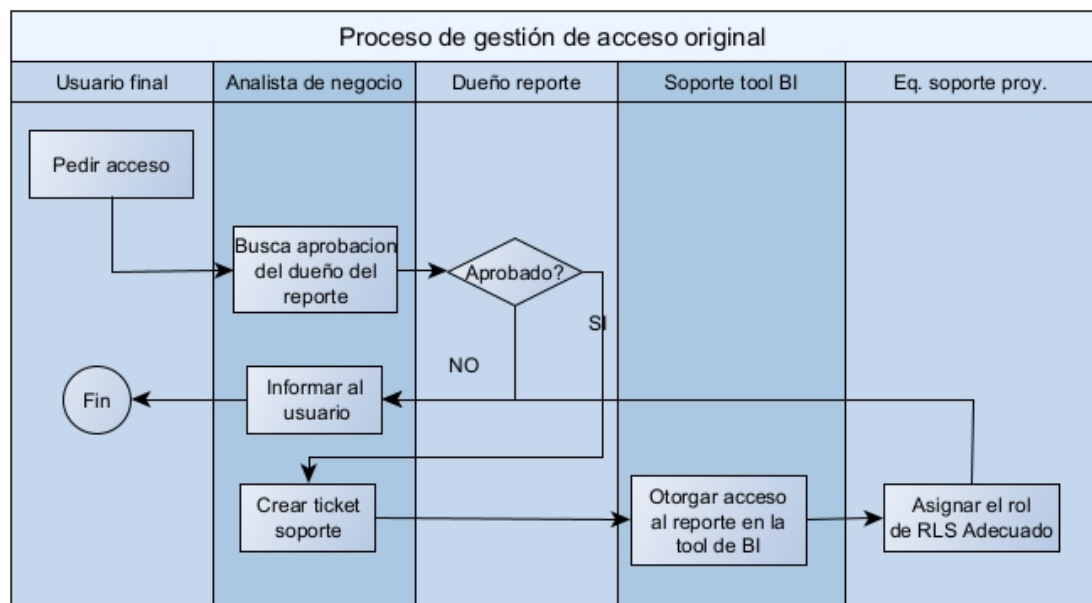 Proceso de gestión de acceso original
Usuario final
Analista de negocio
Dueño reporte
Soporte tool BI
Eq. soporte proy.
Pedir acceso
Busca aprobacion
del dueño del
reporte
Aprobado?
SI
NO
Informar al
usuario
Fin
Crear ticket
soporte
Otorgar acceso
al reporte en la
tool de BI
Asignar el rol
de RLS Adecuado